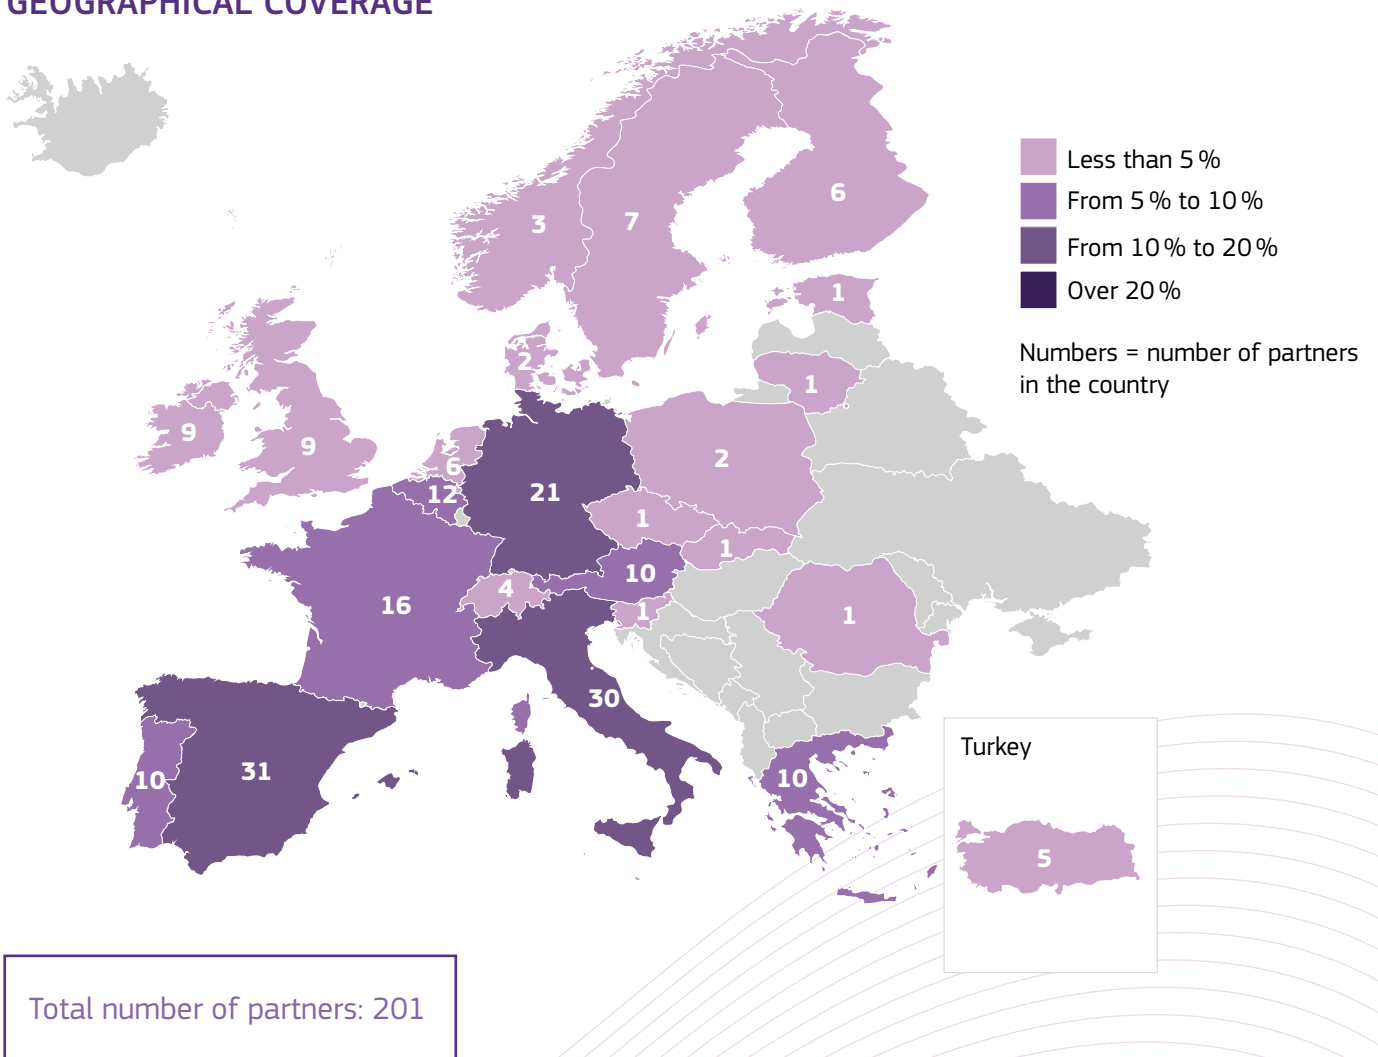 GEOGRAPHICAL COVERAGE
Less than 5 %
From 5 % to 10 %
From 10 % to 20 %
Over 20 %
Numbers = number of partners
in the country
3
7
6
1
2
1
9
9
6
12
21
2
1
1
10
4
1
16
1
30
10
31
10
Turkey
5
Total number of partners: 201